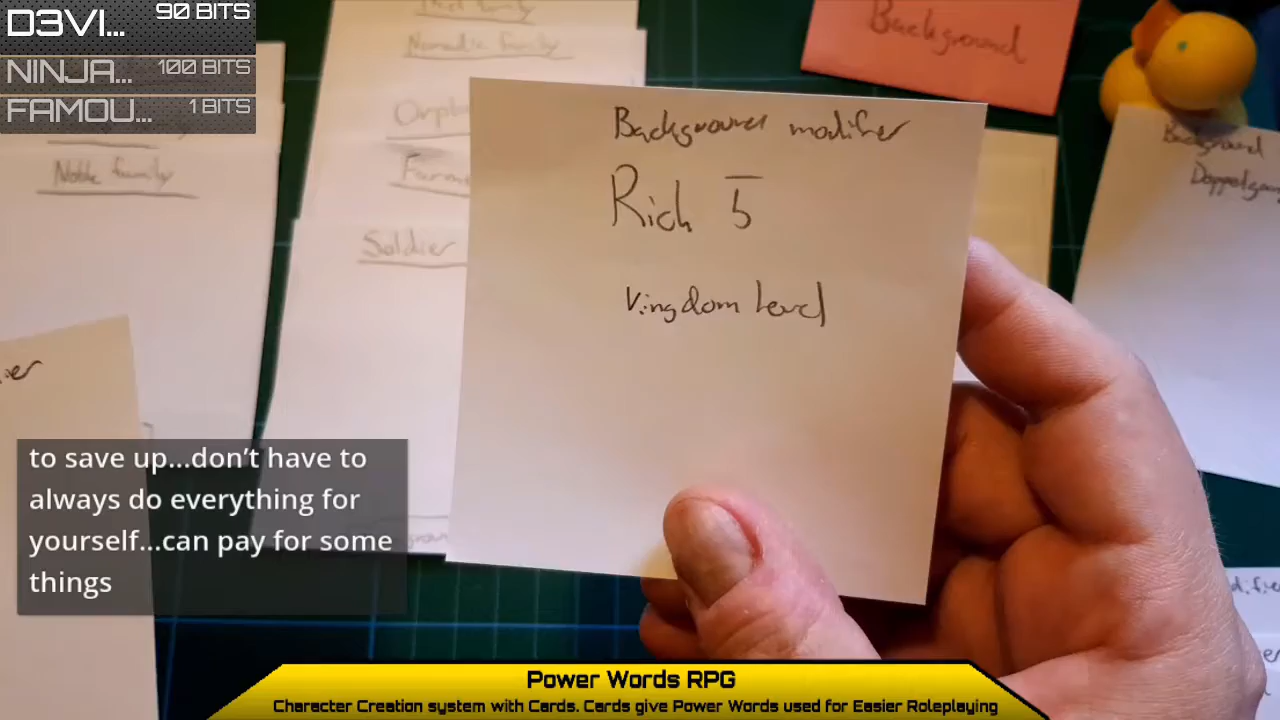 D3VI... 90 BITS
NINJA... 100 BITS
FAMOU... 1 BITS
Nomadic family
Noble family
Soldier
Background
Background modifier
Rich 5
Kingdom level
Background
to save up...don't have to
always do everything for
yourself...can pay for some
things
Power Words RPG
Character Creation system with Cards. Cards give Power Words used for Easier Roleplaying